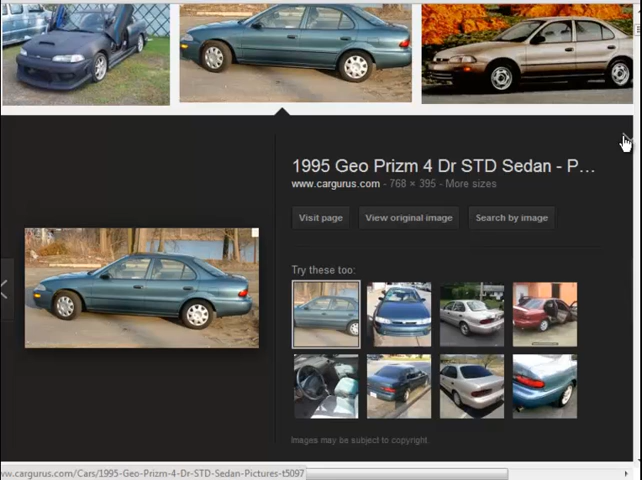 1995 Geo Prizm 4 Dr STD Sedan - P...
www.cargurus.com - 768 × 395 - More sizes
Visit page
View original image
Search by image
Try these too:
Images may be subject to copyright.
ww.cargurus.com/Cars/1995-Geo-Prizm-4-Dr-STD-Sedan-Pictures-t5097